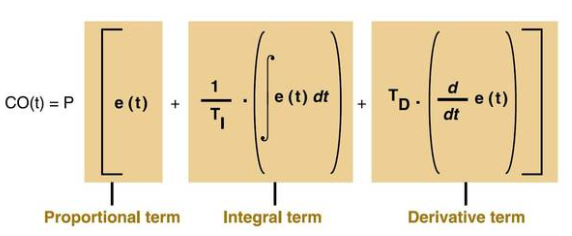 CO(t) = P [ e (t) + 1/T_I · ( ∫ e (t) dt ) + T_D · ( d/dt e (t) ) ]
Proportional term Integral term Derivative term